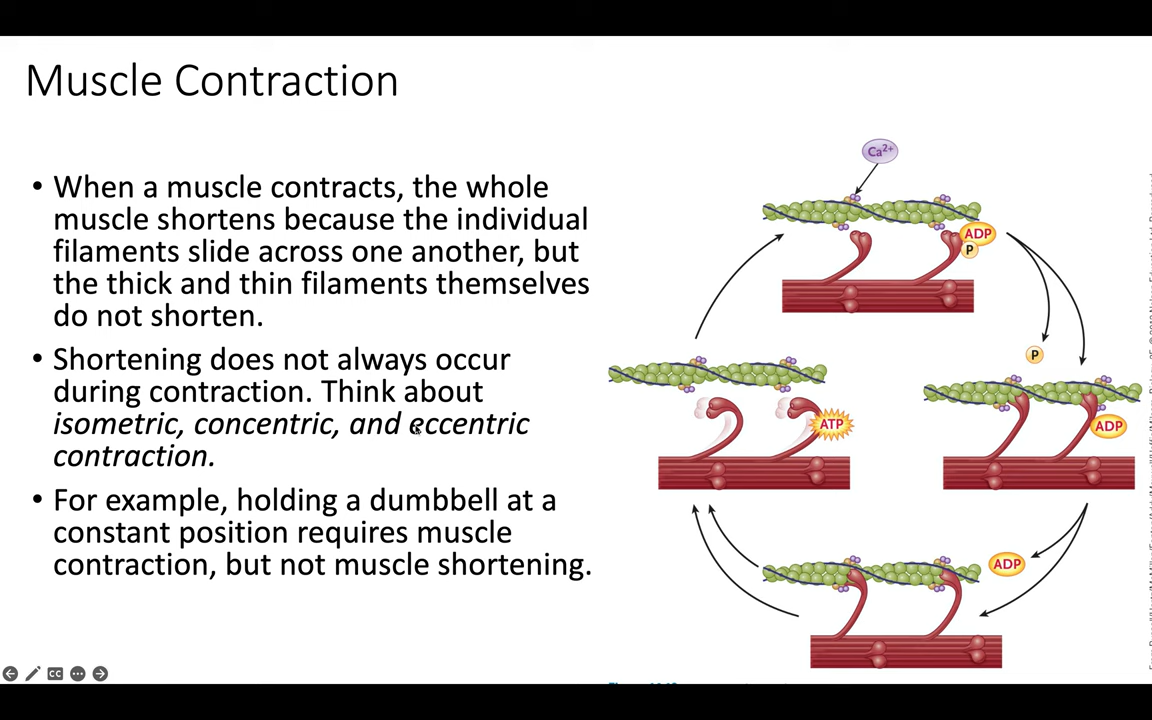 Muscle Contraction
• When a muscle contracts, the whole
muscle shortens because the individual
filaments slide across one another, but
the thick and thin filaments themselves
do not shorten.
• Shortening does not always occur
during contraction. Think about
isometric, concentric, and eccentric
contraction.
• For example, holding a dumbbell at a
constant position requires muscle
contraction, but not muscle shortening.
Ca2+
ADP
P
P
ATP
ADP
ADP
CC